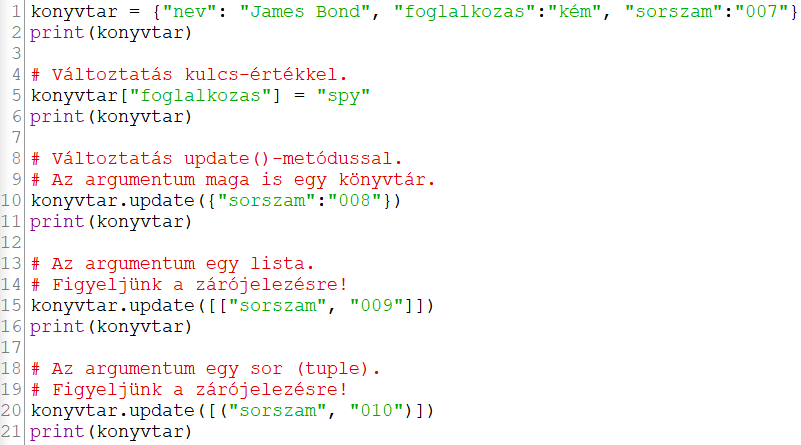 1 konyvtar = {"nev": "James Bond", "foglalkozas":"kém", "sorszam":"007"}
2 print(konyvtar)
3
4 # Változtatás kulcs-értékkel.
5 konyvtar["foglalkozas"] = "spy"
6 print(konyvtar)
7
8 # Változtatás update()-metódussal.
9 # Az argumentum maga is egy könyvtár.
10 konyvtar.update({"sorszam":"008"})
11 print(konyvtar)
12
13 # Az argumentum egy lista.
14 # Figyeljünk a zárójelezésre!
15 konyvtar.update([["sorszam", "009"]])
16 print(konyvtar)
17
18 # Az argumentum egy sor (tuple).
19 # Figyeljünk a zárójelezésre!
20 konyvtar.update([("sorszam", "010")])
21 print(konyvtar)